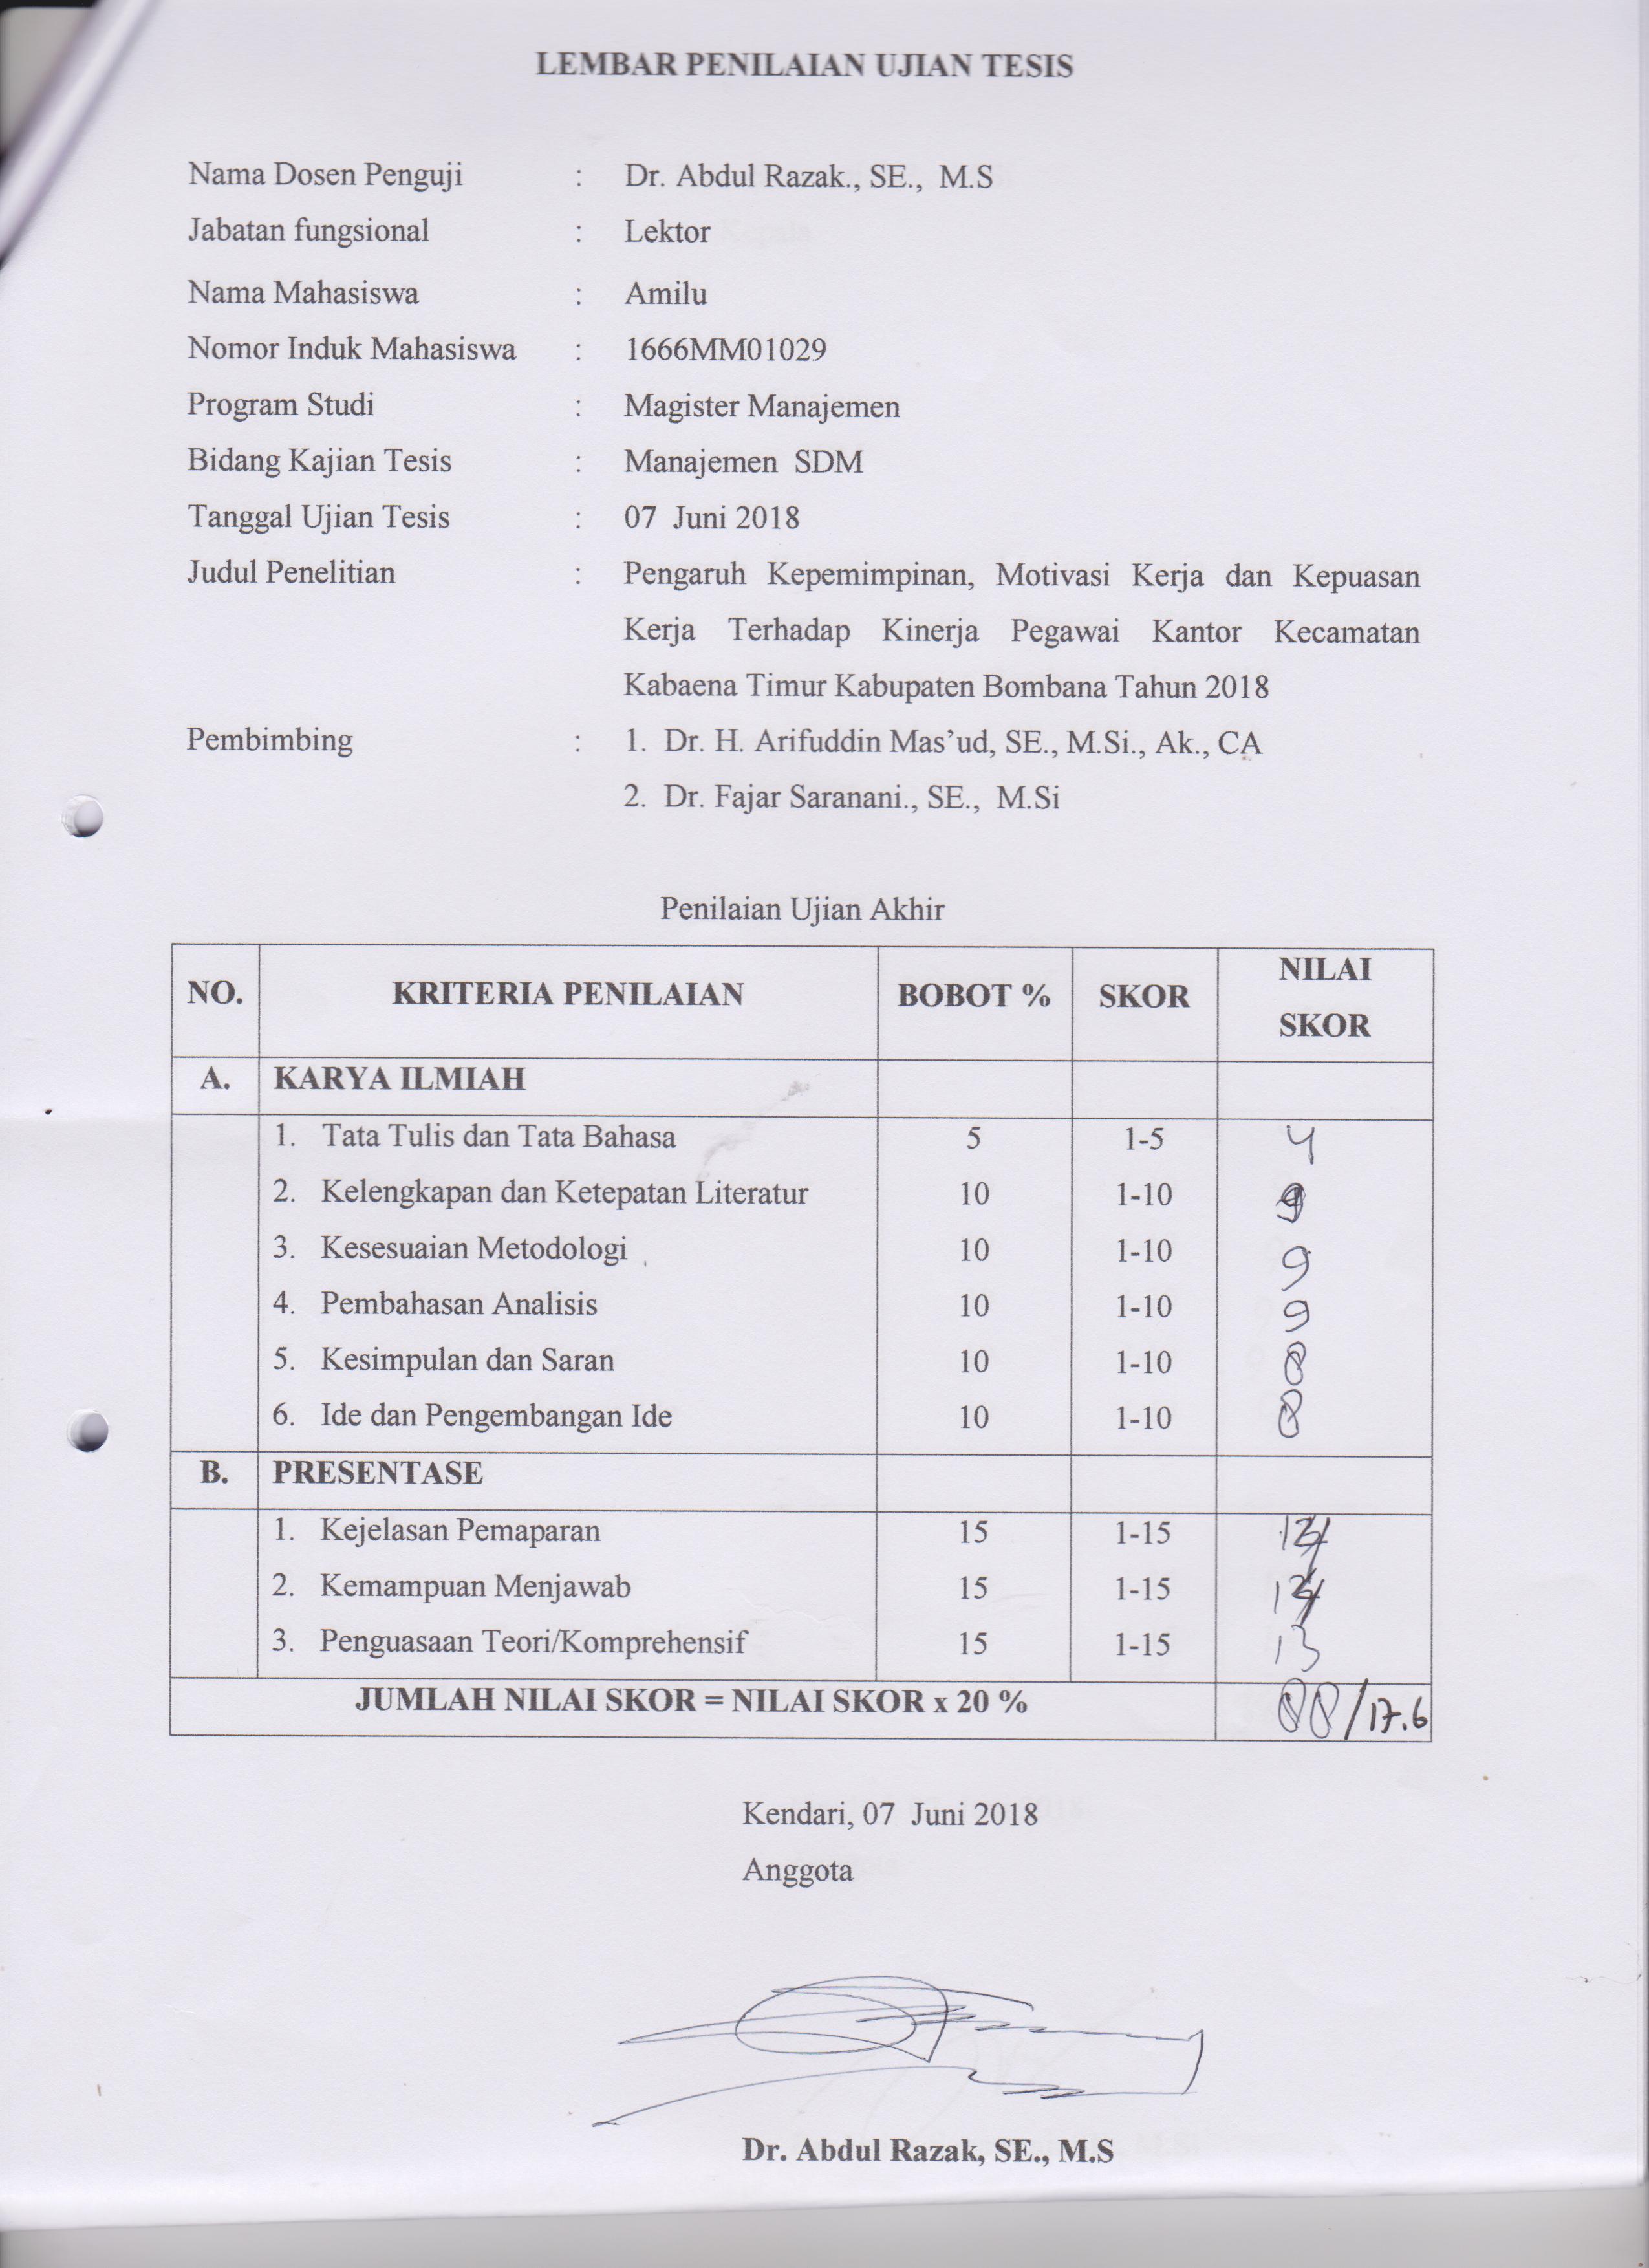 LEMBAR PENILAIAN UJIAN TESIS
Nama Dosen Penguji : Dr. Abdul Razak., SE., M.S
Jabatan fungsional : Lektor
Nama Mahasiswa : Amilu
Nomor Induk Mahasiswa : 1666MM01029
Program Studi : Magister Manajemen
Bidang Kajian Tesis : Manajemen SDM
Tanggal Ujian Tesis : 07 Juni 2018
Judul Penelitian : Pengaruh Kepemimpinan, Motivasi Kerja dan Kepuasan
Kerja Terhadap Kinerja Pegawai Kantor Kecamatan
Kabaena Timur Kabupaten Bombana Tahun 2018
Pembimbing : 1. Dr. H. Arifuddin Mas’ud, SE., M.Si., Ak., CA
2. Dr. Fajar Saranani., SE., M.Si
Penilaian Ujian Akhir
NO. KRITERIA PENILAIAN BOBOT % SKOR NILAI SKOR
A. KARYA ILMIAH
1. Tata Tulis dan Tata Bahasa 5 1-5 4
2. Kelengkapan dan Ketepatan Literatur 10 1-10 9
3. Kesesuaian Metodologi 10 1-10 9
4. Pembahasan Analisis 10 1-10 9
5. Kesimpulan dan Saran 10 1-10 8
6. Ide dan Pengembangan Ide 10 1-10 8
B. PRESENTASE
1. Kejelasan Pemaparan 15 1-15 14
2. Kemampuan Menjawab 15 1-15 14
3. Penguasaan Teori/Komprehensif 15 1-15 13
JUMLAH NILAI SKOR = NILAI SKOR x 20 % 88/17.6
Kendari, 07 Juni 2018
Anggota
Dr. Abdul Razak, SE., M.S